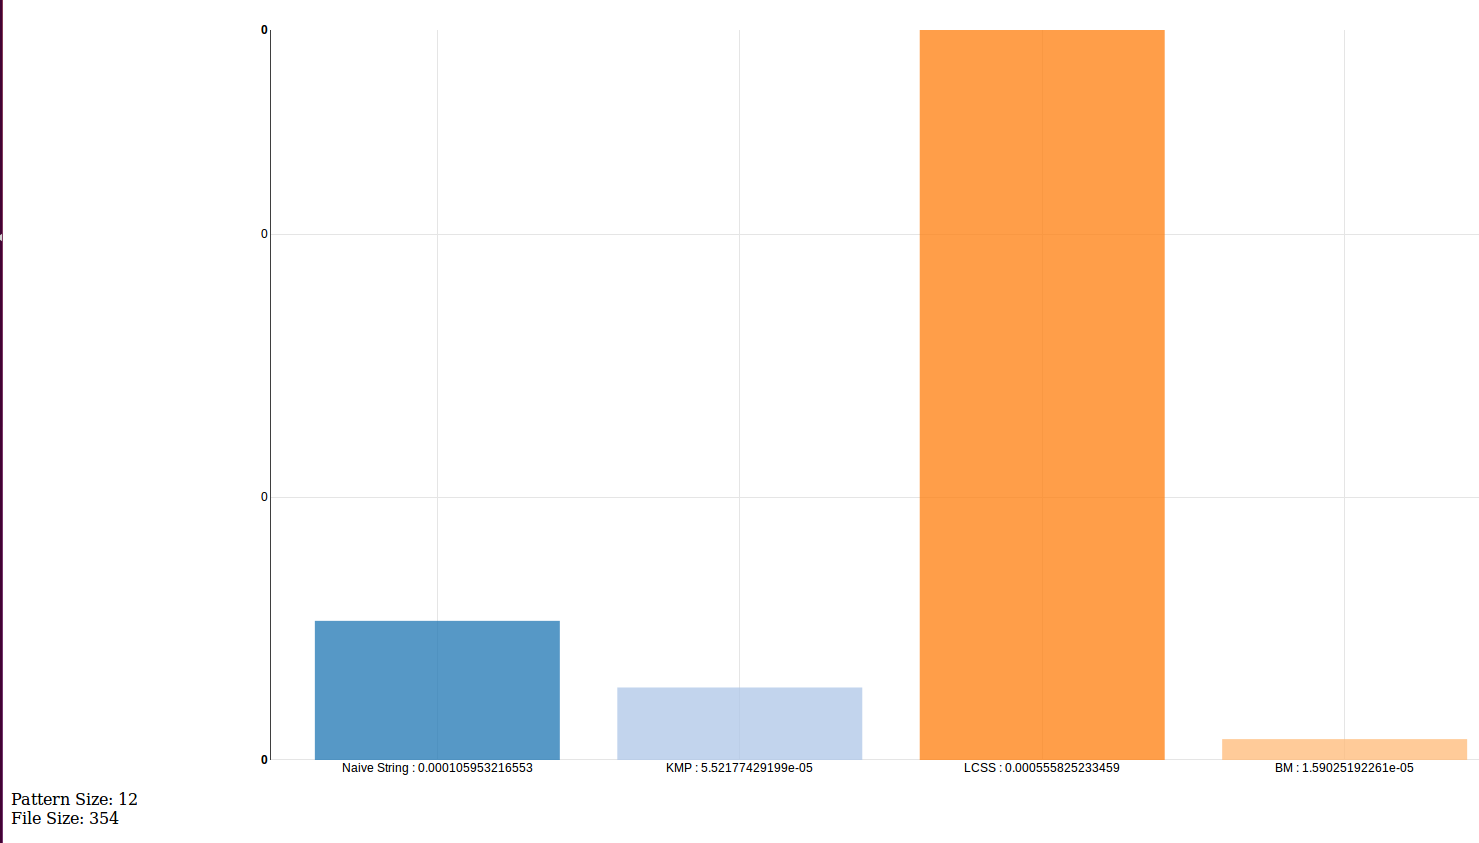 0
0
0
0
Naive String : 0.000105953216553
KMP : 5.52177429199e-05
LCSS : 0.000555825233459
BM : 1.59025192261e-05
Pattern Size: 12
File Size: 354